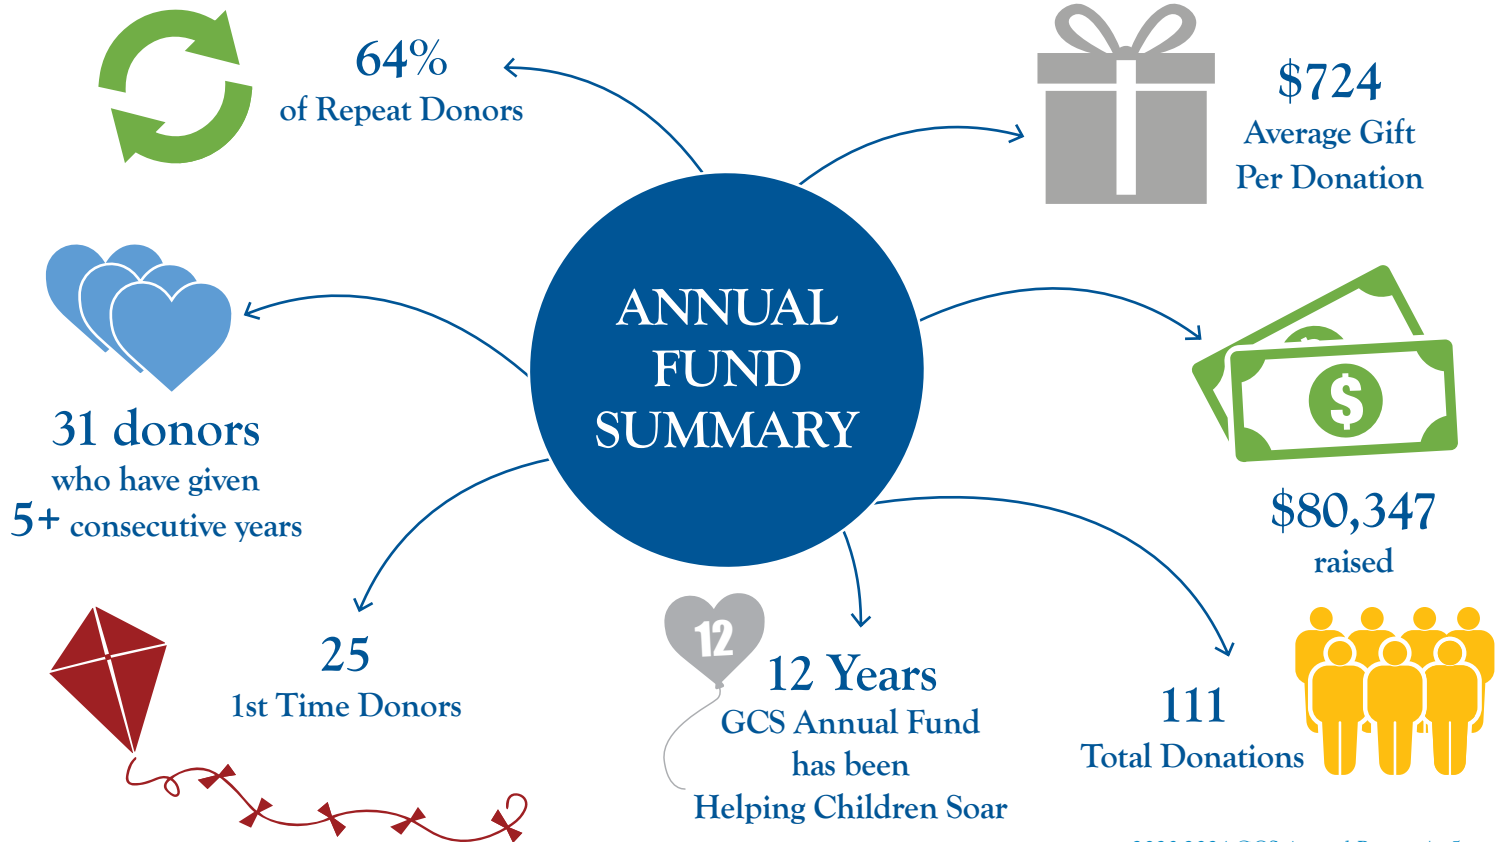 64%
of Repeat Donors
$724
Average Gift
Per Donation
ANNUAL
FUND
SUMMARY
31 donors
who have given
5+ consecutive years
$80,347
raised
25
1st Time Donors
12
12 Years
GCS Annual Fund
has been
Helping Children Soar
111
Total Donations